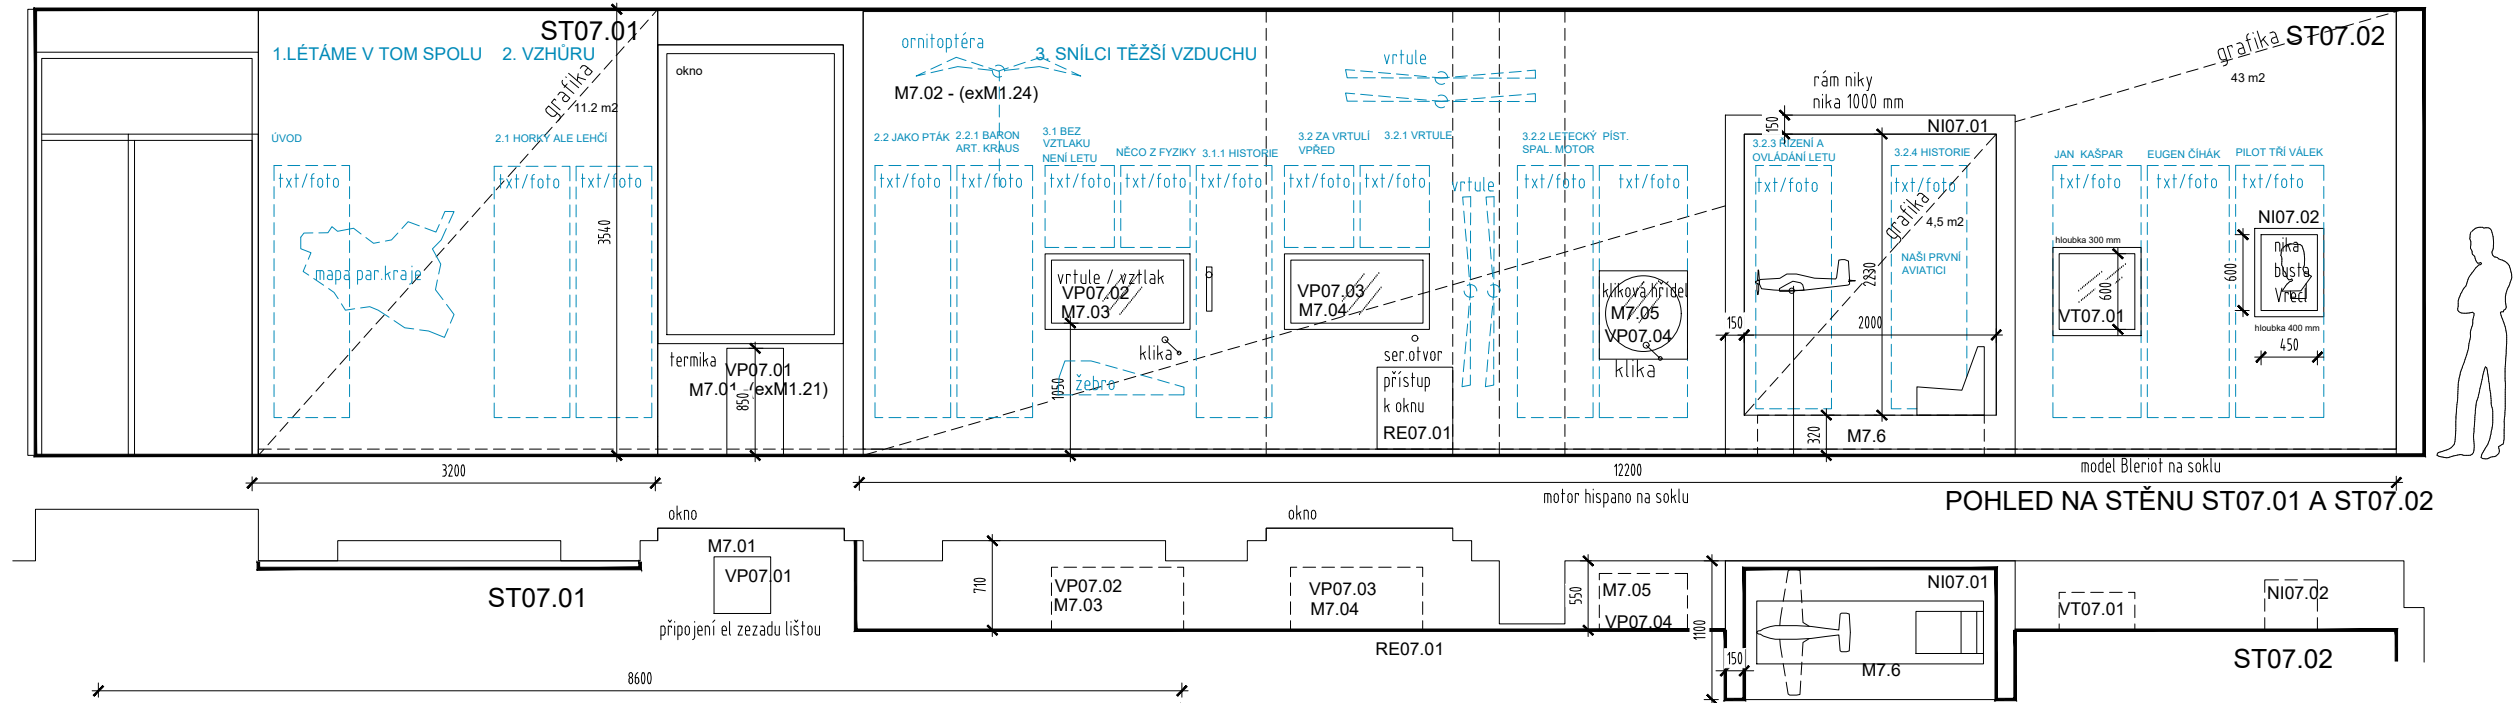 ST07.01
1.LÉTÁME V TOM SPOLU
2. VZHŮRU
grafika
11.2 m2
okno
ornitoptéra
3. SNÍLCI TĚŽŠÍ VZDUCHU
M7.02 - (exM1.24)
vrtule
rám niky
nika 1000 mm
grafika
ST07.02
43 m2
ÚVOD
2.1 HORKÝ ALE LEHČÍ
2.2 JAKO PTÁK
2.2.1 BARON
ART. KRAUS
3.1 BEZ
VZTLAKU
NENÍ LETU
NĚCO Z FYZIKY
3.1.1 HISTORIE
3.2 ZA VRTULÍ
VPŘED
3.2.1 VRTULE
3.2.2 LETECKÝ PÍST.
SPAL. MOTOR
150
NI07.01
3.2.3 ŘÍZENÍ A
OVLÁDÁNÍ LETU
3.2.4 HISTORIE
JAN KAŠPAR
EUGEN ČIHÁK
PILOT TŘÍ VÁLEK
txt/foto
txt/foto
txt/foto
txt/foto
txt/foto
txt/foto
txt/foto
txt/foto
txt/foto
txt/foto
vrtule
txt/foto
txt/foto
txt/foto
txt/foto
txt/foto
txt/foto
txt/foto
3540
mapa par.kraje
grafika
4,5 m2
NAŠI PRVNÍ
AVIATICI
NI07.02
hloubka 300 mm
nika
busta
600
hloubka 400 mm
450
vrtule / vztlak
VP07.02
M7.03
VP07.03
M7.04
kliková hřídel
M7.05
VP07.04
klika
2230
2000
150
600
VT07.01
termika
VP07.01
M7.01 -(exM1.21)
850
1050
klika
žebro
ser.otvor
přístup
k oknu
RE07.01
320
M7.6
3200
12200
model Bleriot na soklu
motor hispano na soklu
POHLED NA STĚNU ST07.01 A ST07.02
okno
okno
M7.01
VP07.01
ST07.01
připojení el zezadu lištou
710
VP07.02
M7.03
VP07.03
M7.04
550
M7.05
VP07.04
1100
RE07.01
150
NI07.01
M7.6
VT07.01
NI07.02
ST07.02
8600